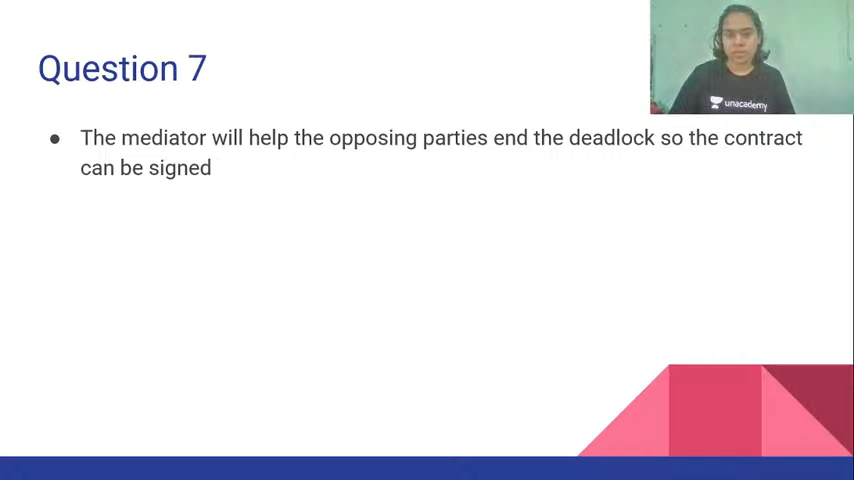 Question 7
unacademy
● The mediator will help the opposing parties end the deadlock so the contract
can be signed